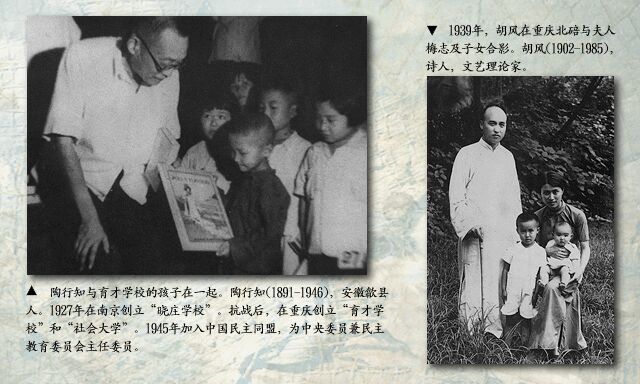 ▼ 1939年，胡风在重庆北碚与夫人
梅志及子女合影。胡风(1902-1985)，
诗人，文艺理论家。
▲ 陶行知与育才学校的孩子在一起。陶行知(1891-1946)，安徽歙县
人。1927年在南京创立“晓庄学校”。抗战后，在重庆创立“育才学
校”和“社会大学”。1945年加入中国民主同盟，为中央委员兼民主
教育委员会主任委员。